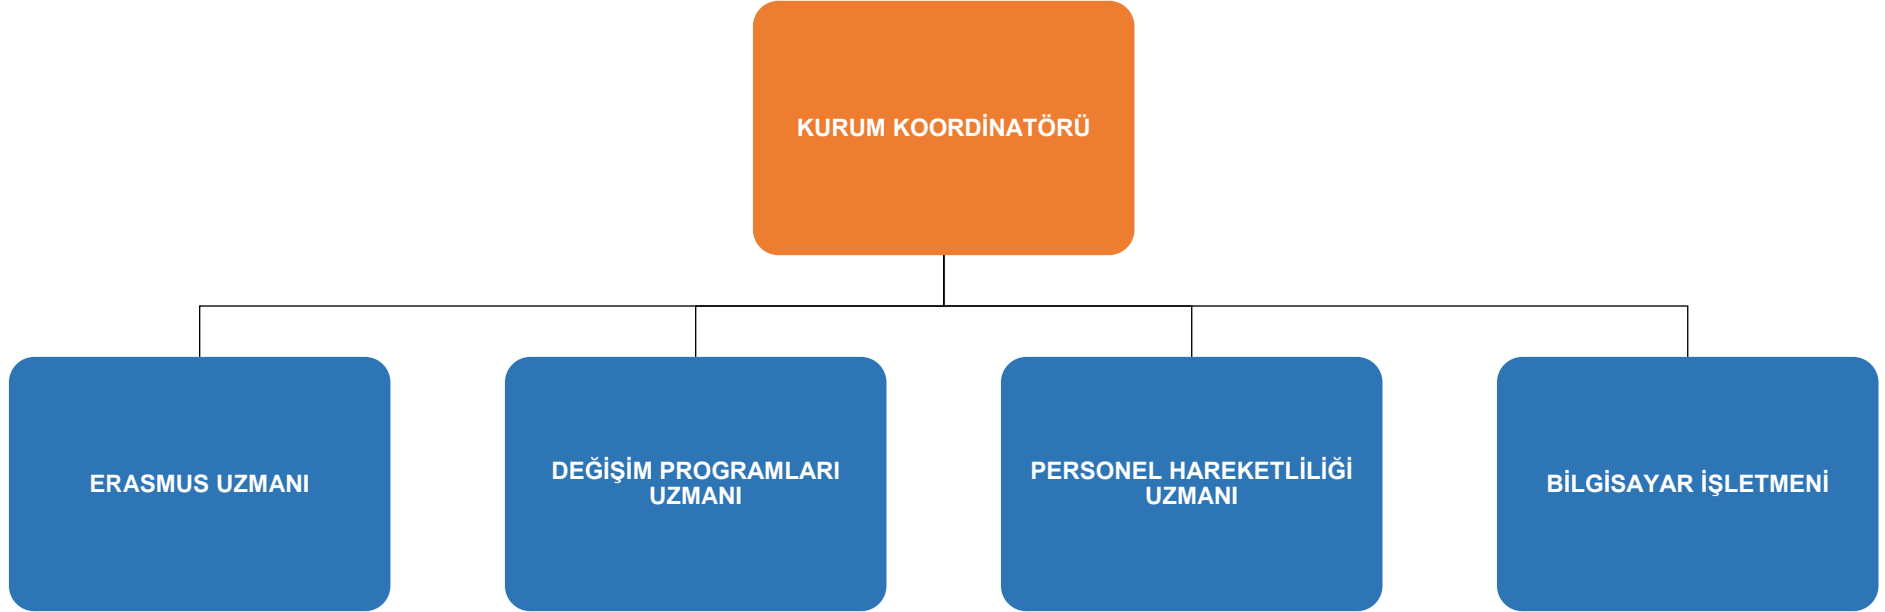 KURUM KOORDİNATÖRÜ
ERASMUS UZMANI
DEĞİŞİM PROGRAMLARI
UZMANI
PERSONEL HAREKETLİLİĞİ
UZMANI
BİLGİSAYAR İŞLETMENİ